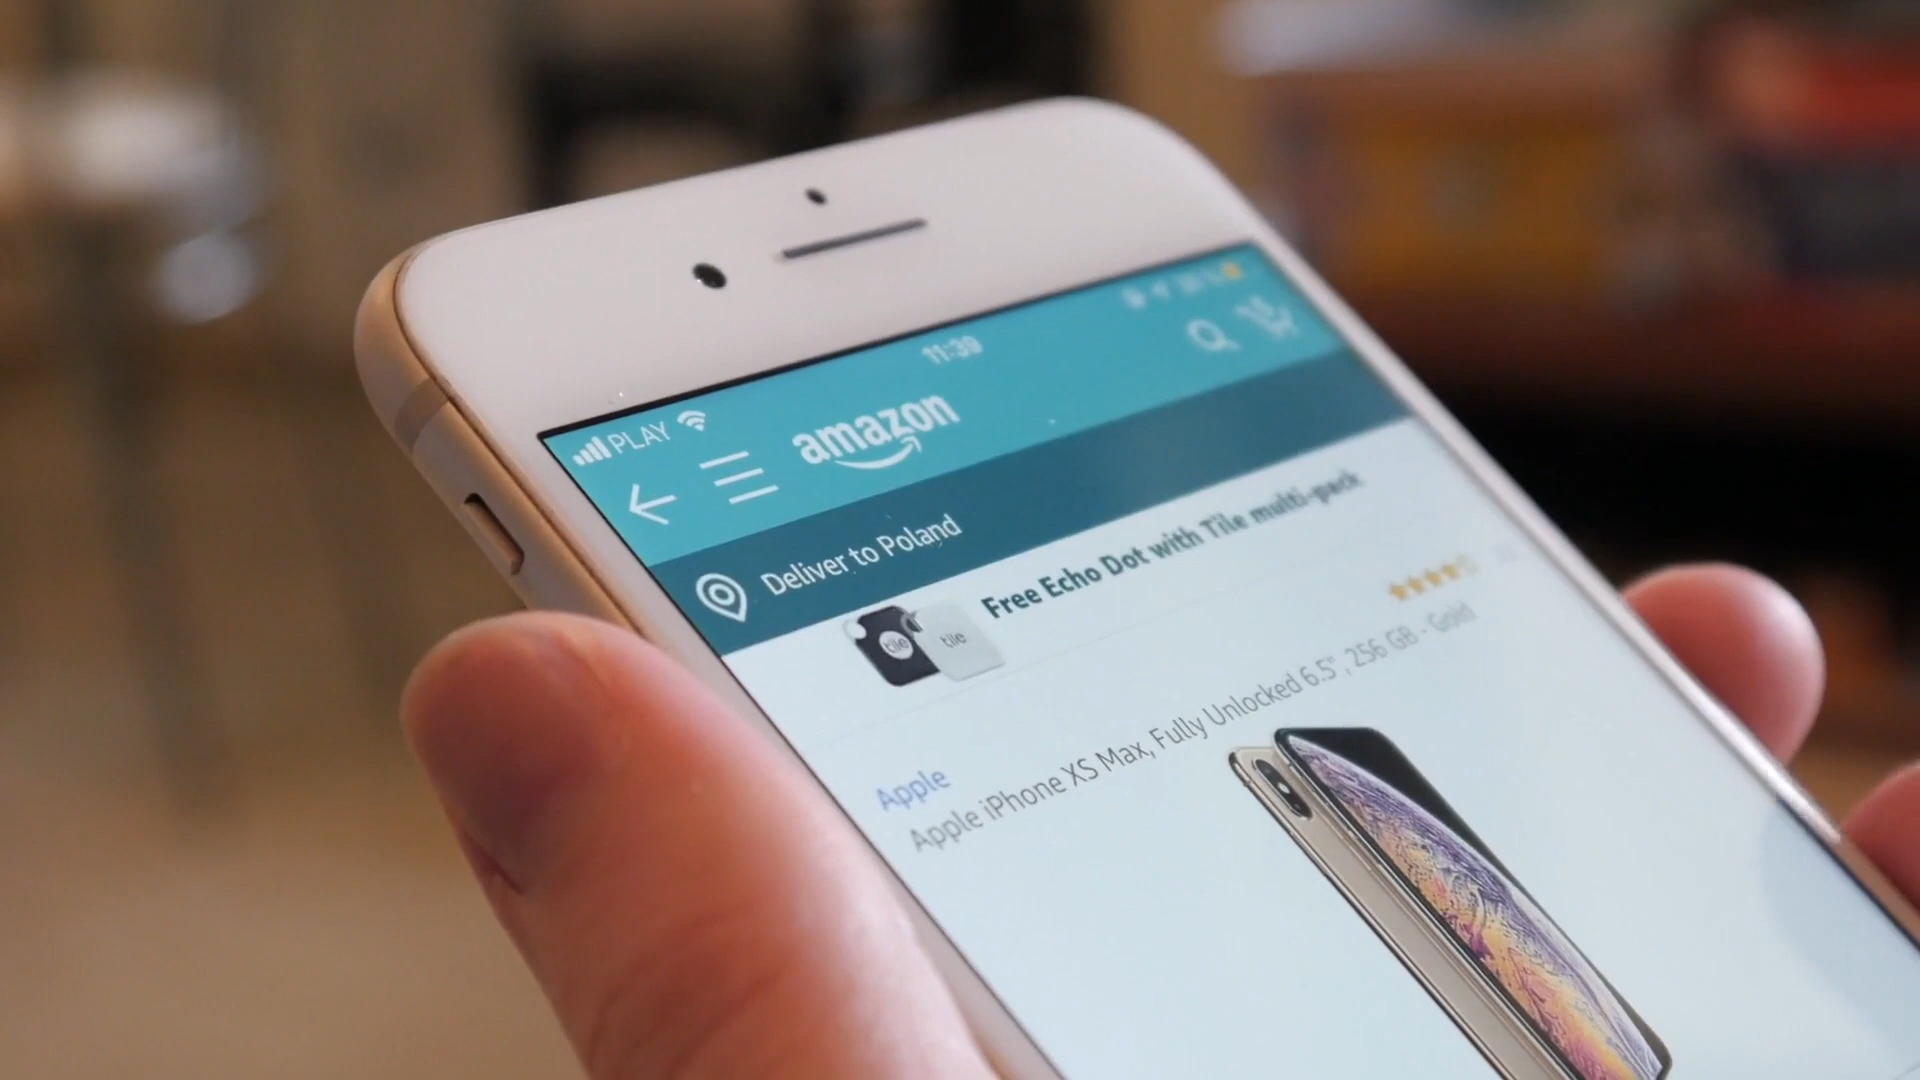 11:39
PLAY
amazon
Deliver to Poland
Free Echo Dot with Tile multi-pack
tile
tile
Apple
Apple iPhone XS Max, Fully Unlocked 6.5", 256 GB - Gold